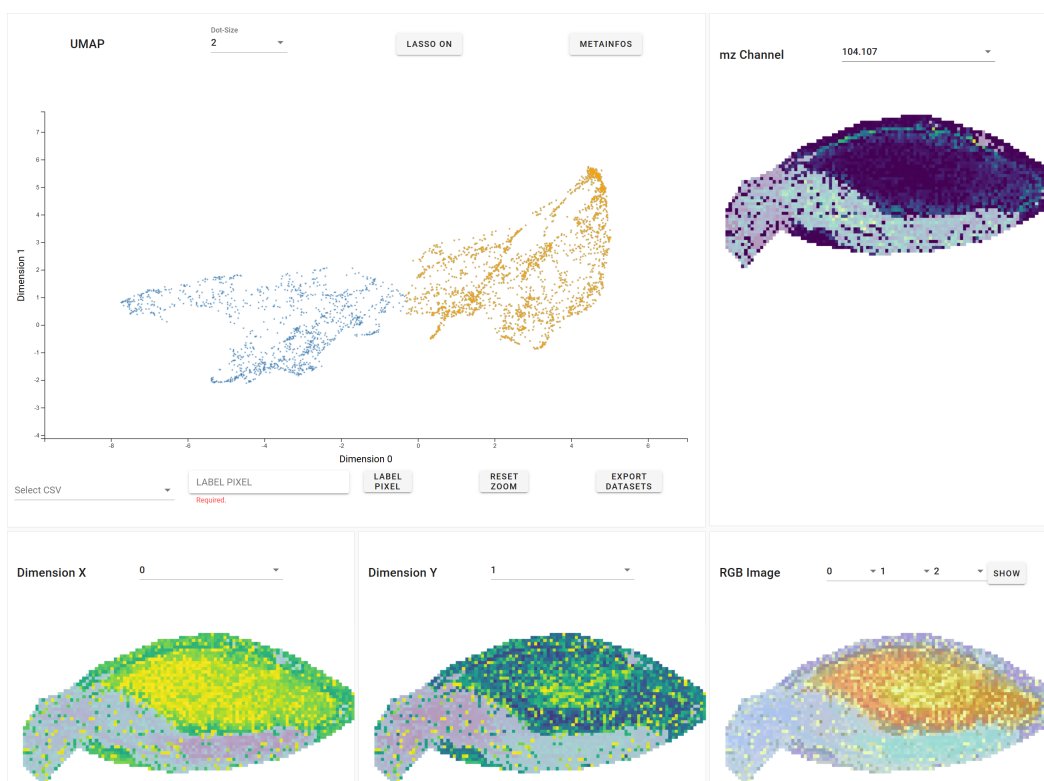 UMAP
Dot-Size
2
LASSO ON
METAINFOS
mz Channel
104.107
Dimension 1
7
6
5
4
3
2
1
0
-1
-2
-3
-4
-8
-6
-4
-2
0
2
4
6
Dimension 0
Select CSV
LABEL PIXEL
Required.
LABEL
PIXEL
RESET
ZOOM
EXPORT
DATASETS
Dimension X
0
Dimension Y
1
RGB Image
0
1
2
SHOW